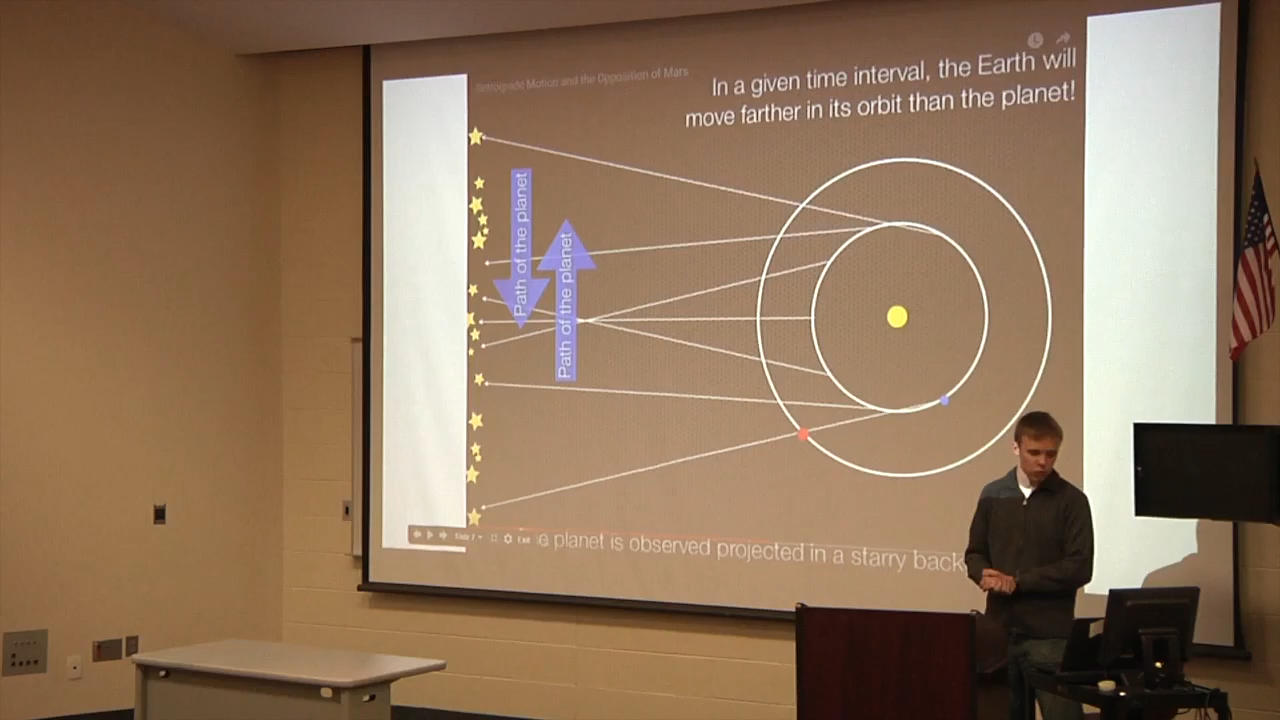 Retrograde Motion and the Opposition of Mars
In a given time interval, the Earth will
move farther in its orbit than the planet!
Path of the planet
Path of the planet
Slide 7
Exit
e planet is observed projected in a starry back